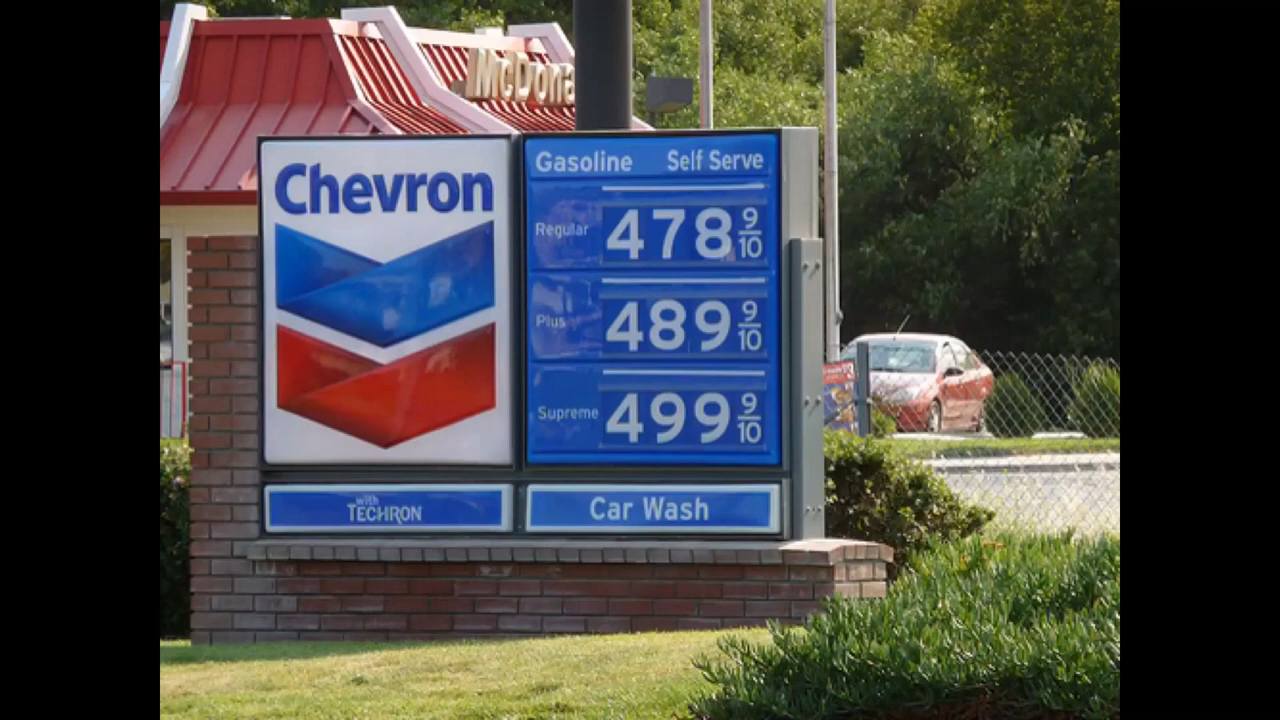 McDona
Chevron
with
TECHRON
Gasoline Self Serve
Regular 478 9/10
Plus 489 9/10
Supreme 499 9/10
Car Wash